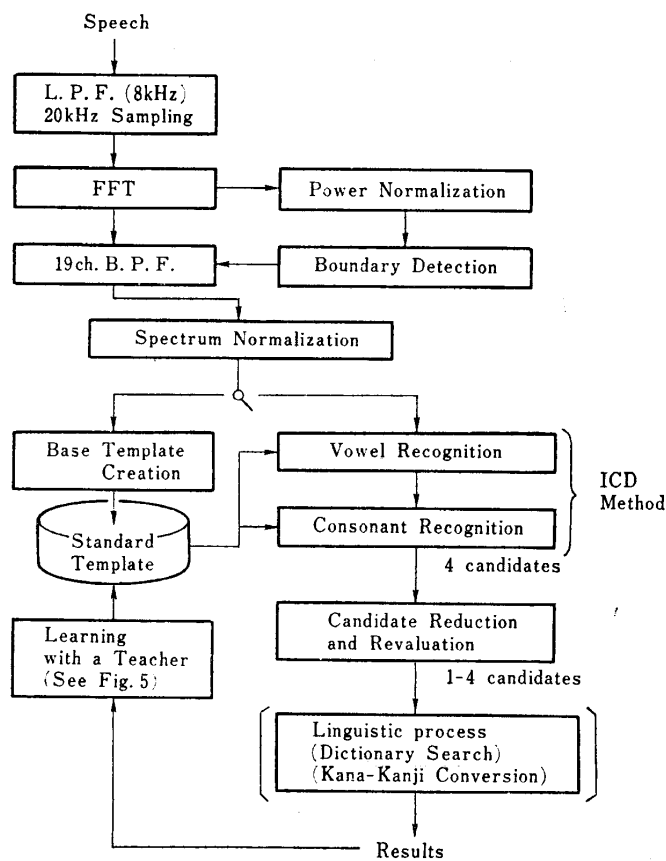 Speech
L. P. F. (8kHz)
20kHz Sampling
FFT
Power Normalization
19ch. B. P. F.
Boundary Detection
Spectrum Normalization
Base Template
Creation
Vowel Recognition
ICD
Method
Standard
Template
Consonant Recognition
4 candidates
Learning
with a Teacher
(See Fig. 5)
Candidate Reduction
and Revaluation
1-4 candidates
Linguistic process
(Dictionary Search)
(Kana-Kanji Conversion)
Results